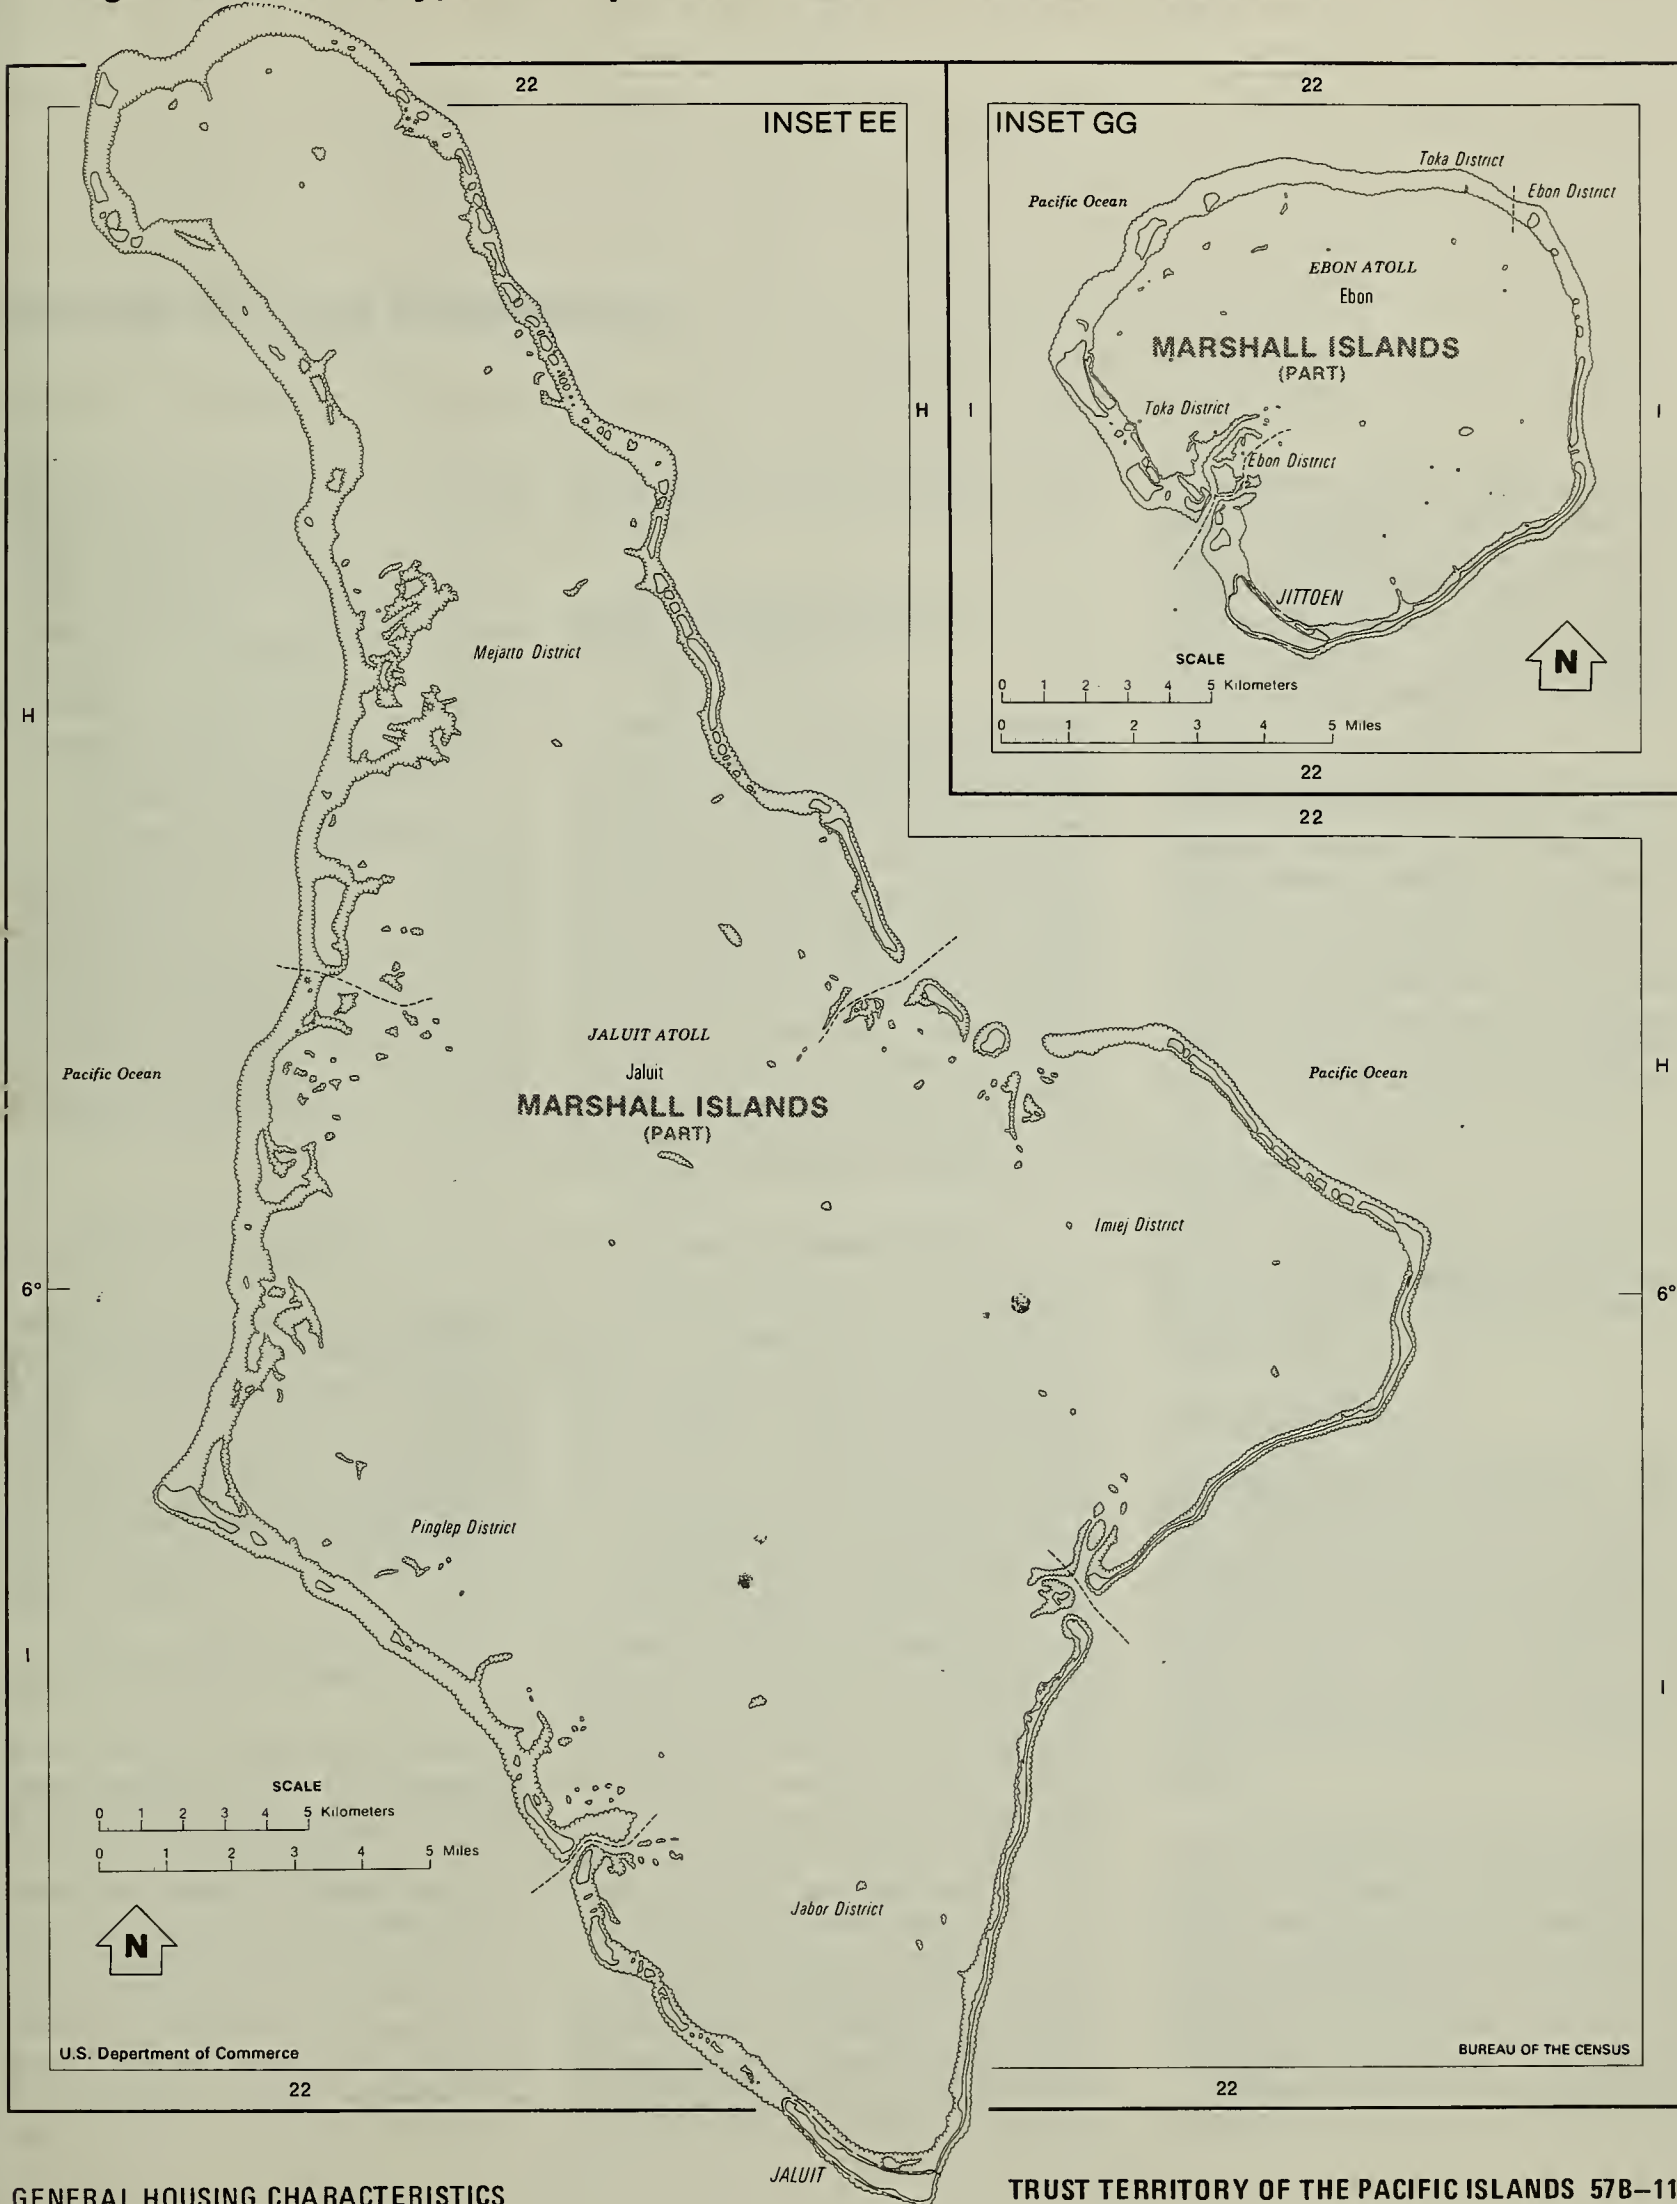 22
22
INSET EE
INSET GG
Toka District
Ebon District
Pacific Ocean
EBON ATOLL
Ebon
MARSHALL ISLANDS
(PART)
H
I
I
Toka District
Ebon District
JITTOEN
N
SCALE
0 1 2 3 4 5 Kilometers
0 1 2 3 4 5 Miles
22
22
Mejatto District
H
JALUIT ATOLL
Jaluit
MARSHALL ISLANDS
(PART)
Pacific Ocean
Pacific Ocean
H
Imiej District
6°
6°
Pinglep District
I
I
SCALE
0 1 2 3 4 5 Kilometers
0 1 2 3 4 5 Miles
N
Jabor District
U.S. Department of Commerce
BUREAU OF THE CENSUS
22
22
JALUIT
GENERAL HOUSING CHARACTERISTICS
TRUST TERRITORY OF THE PACIFIC ISLANDS 57B–11